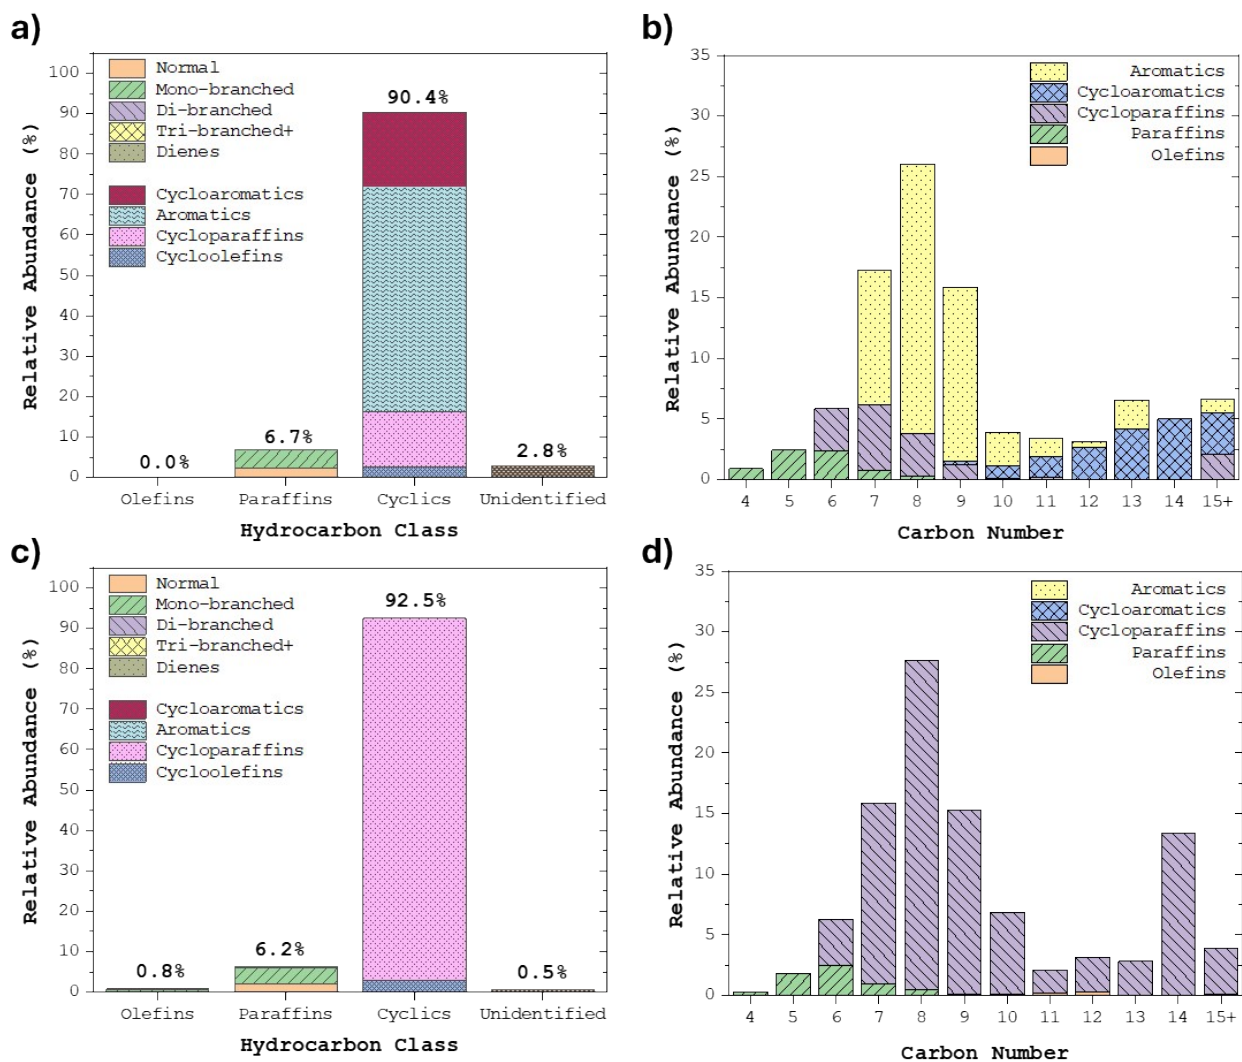 a)
Relative Abundance (%)
100
90
80
70
60
50
40
30
20
10
0
Normal
Mono-branched
Di-branched
Tri-branched+
Dienes
Cycloaromatics
Aromatics
Cycloparaffins
Cycloolefins
0.0%
6.7%
90.4%
2.8%
Olefins Paraffins Cyclics Unidentified
Hydrocarbon Class
b)
Relative Abundance (%)
35
30
25
20
15
10
5
0
Aromatics
Cycloaromatics
Cycloparaffins
Paraffins
Olefins
4 5 6 7 8 9 10 11 12 13 14 15+
Carbon Number
c)
Relative Abundance (%)
100
90
80
70
60
50
40
30
20
10
0
Normal
Mono-branched
Di-branched
Tri-branched+
Dienes
Cycloaromatics
Aromatics
Cycloparaffins
Cycloolefins
0.8%
6.2%
92.5%
0.5%
Olefins Paraffins Cyclics Unidentified
Hydrocarbon Class
d)
Relative Abundance (%)
35
30
25
20
15
10
5
0
Aromatics
Cycloaromatics
Cycloparaffins
Paraffins
Olefins
4 5 6 7 8 9 10 11 12 13 14 15+
Carbon Number